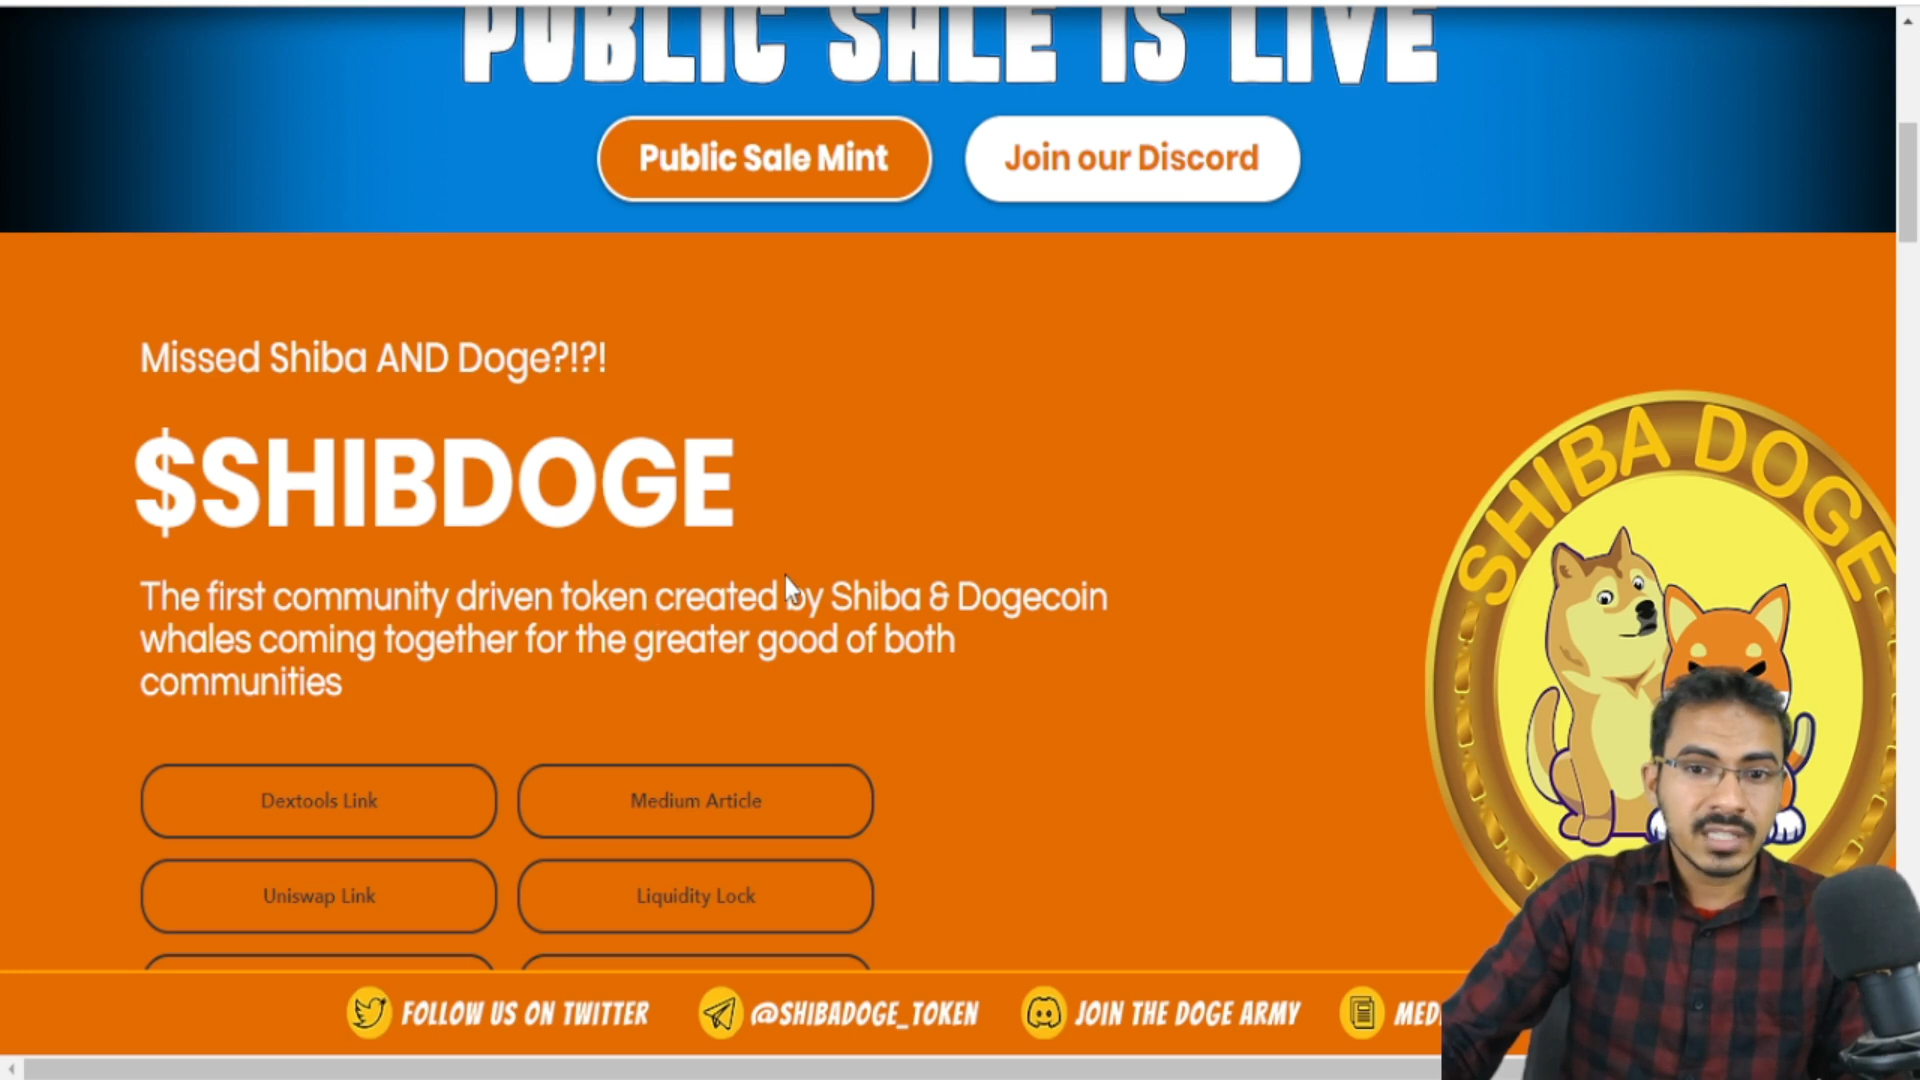 PUBLIC SALE IS LIVE
Public Sale Mint
Join our Discord
Missed Shiba AND Doge?!?!
$SHIBDOGE
The first community driven token created by Shiba & Dogecoin
whales coming together for the greater good of both
communities
SHIBA DOGE
Dextools Link
Medium Article
Uniswap Link
Liquidity Lock
FOLLOW US ON TWITTER
@SHIBADOGE_TOKEN
JOIN THE DOGE ARMY